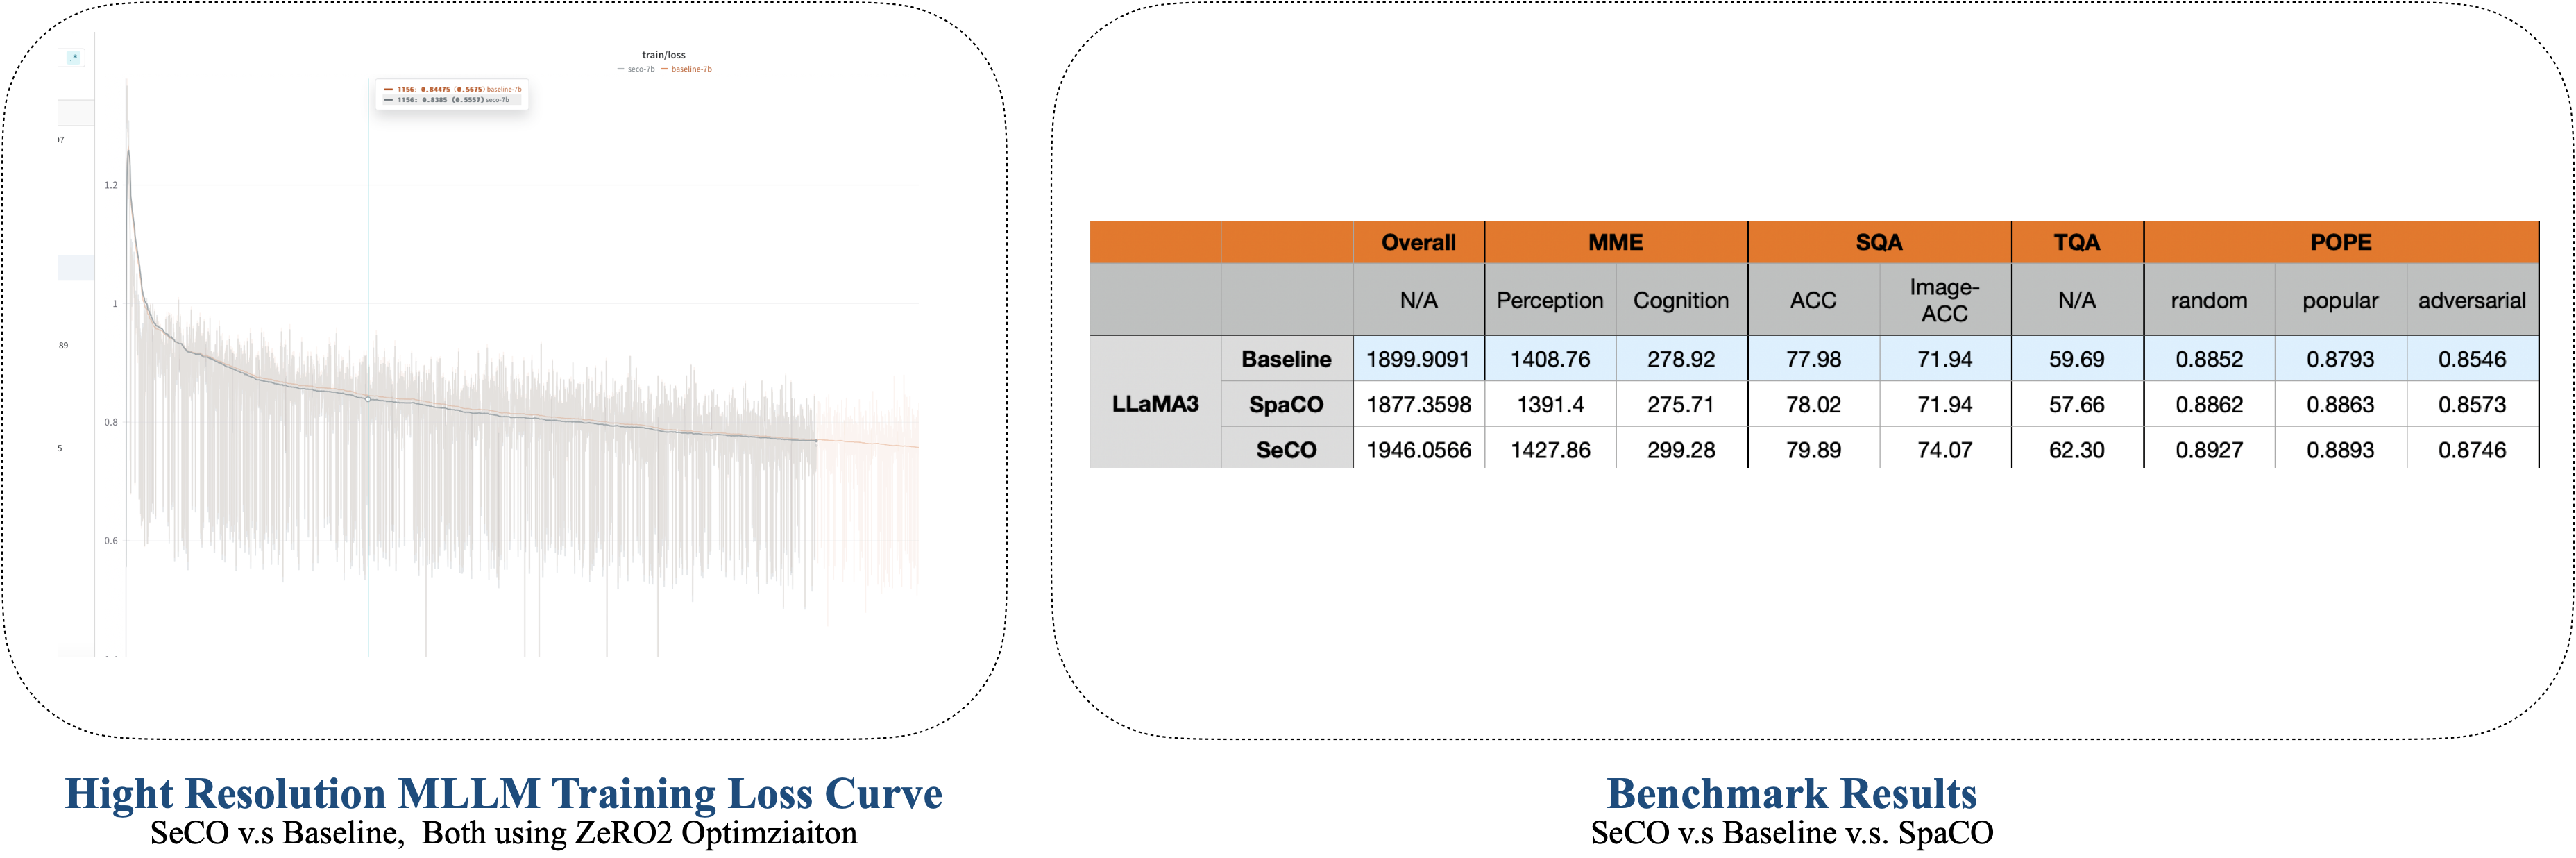 train/loss
seco-7b baseline-7b
1156: 0.84475 (0.5675) baseline-7b
1156: 0.8385 (0.5557) seco-7b
97
89
5
1.2
1
0.8
0.6
Overall MME SQA TQA POPE
N/A Perception Cognition ACC Image-ACC N/A random popular adversarial
LLaMA3
Baseline 1899.9091 1408.76 278.92 77.98 71.94 59.69 0.8852 0.8793 0.8546
SpaCO 1877.3598 1391.4 275.71 78.02 71.94 57.66 0.8862 0.8863 0.8573
SeCO 1946.0566 1427.86 299.28 79.89 74.07 62.30 0.8927 0.8893 0.8746
Hight Resolution MLLM Training Loss Curve
SeCO v.s Baseline, Both using ZeRO2 Optimziaiton
Benchmark Results
SeCO v.s Baseline v.s. SpaCO